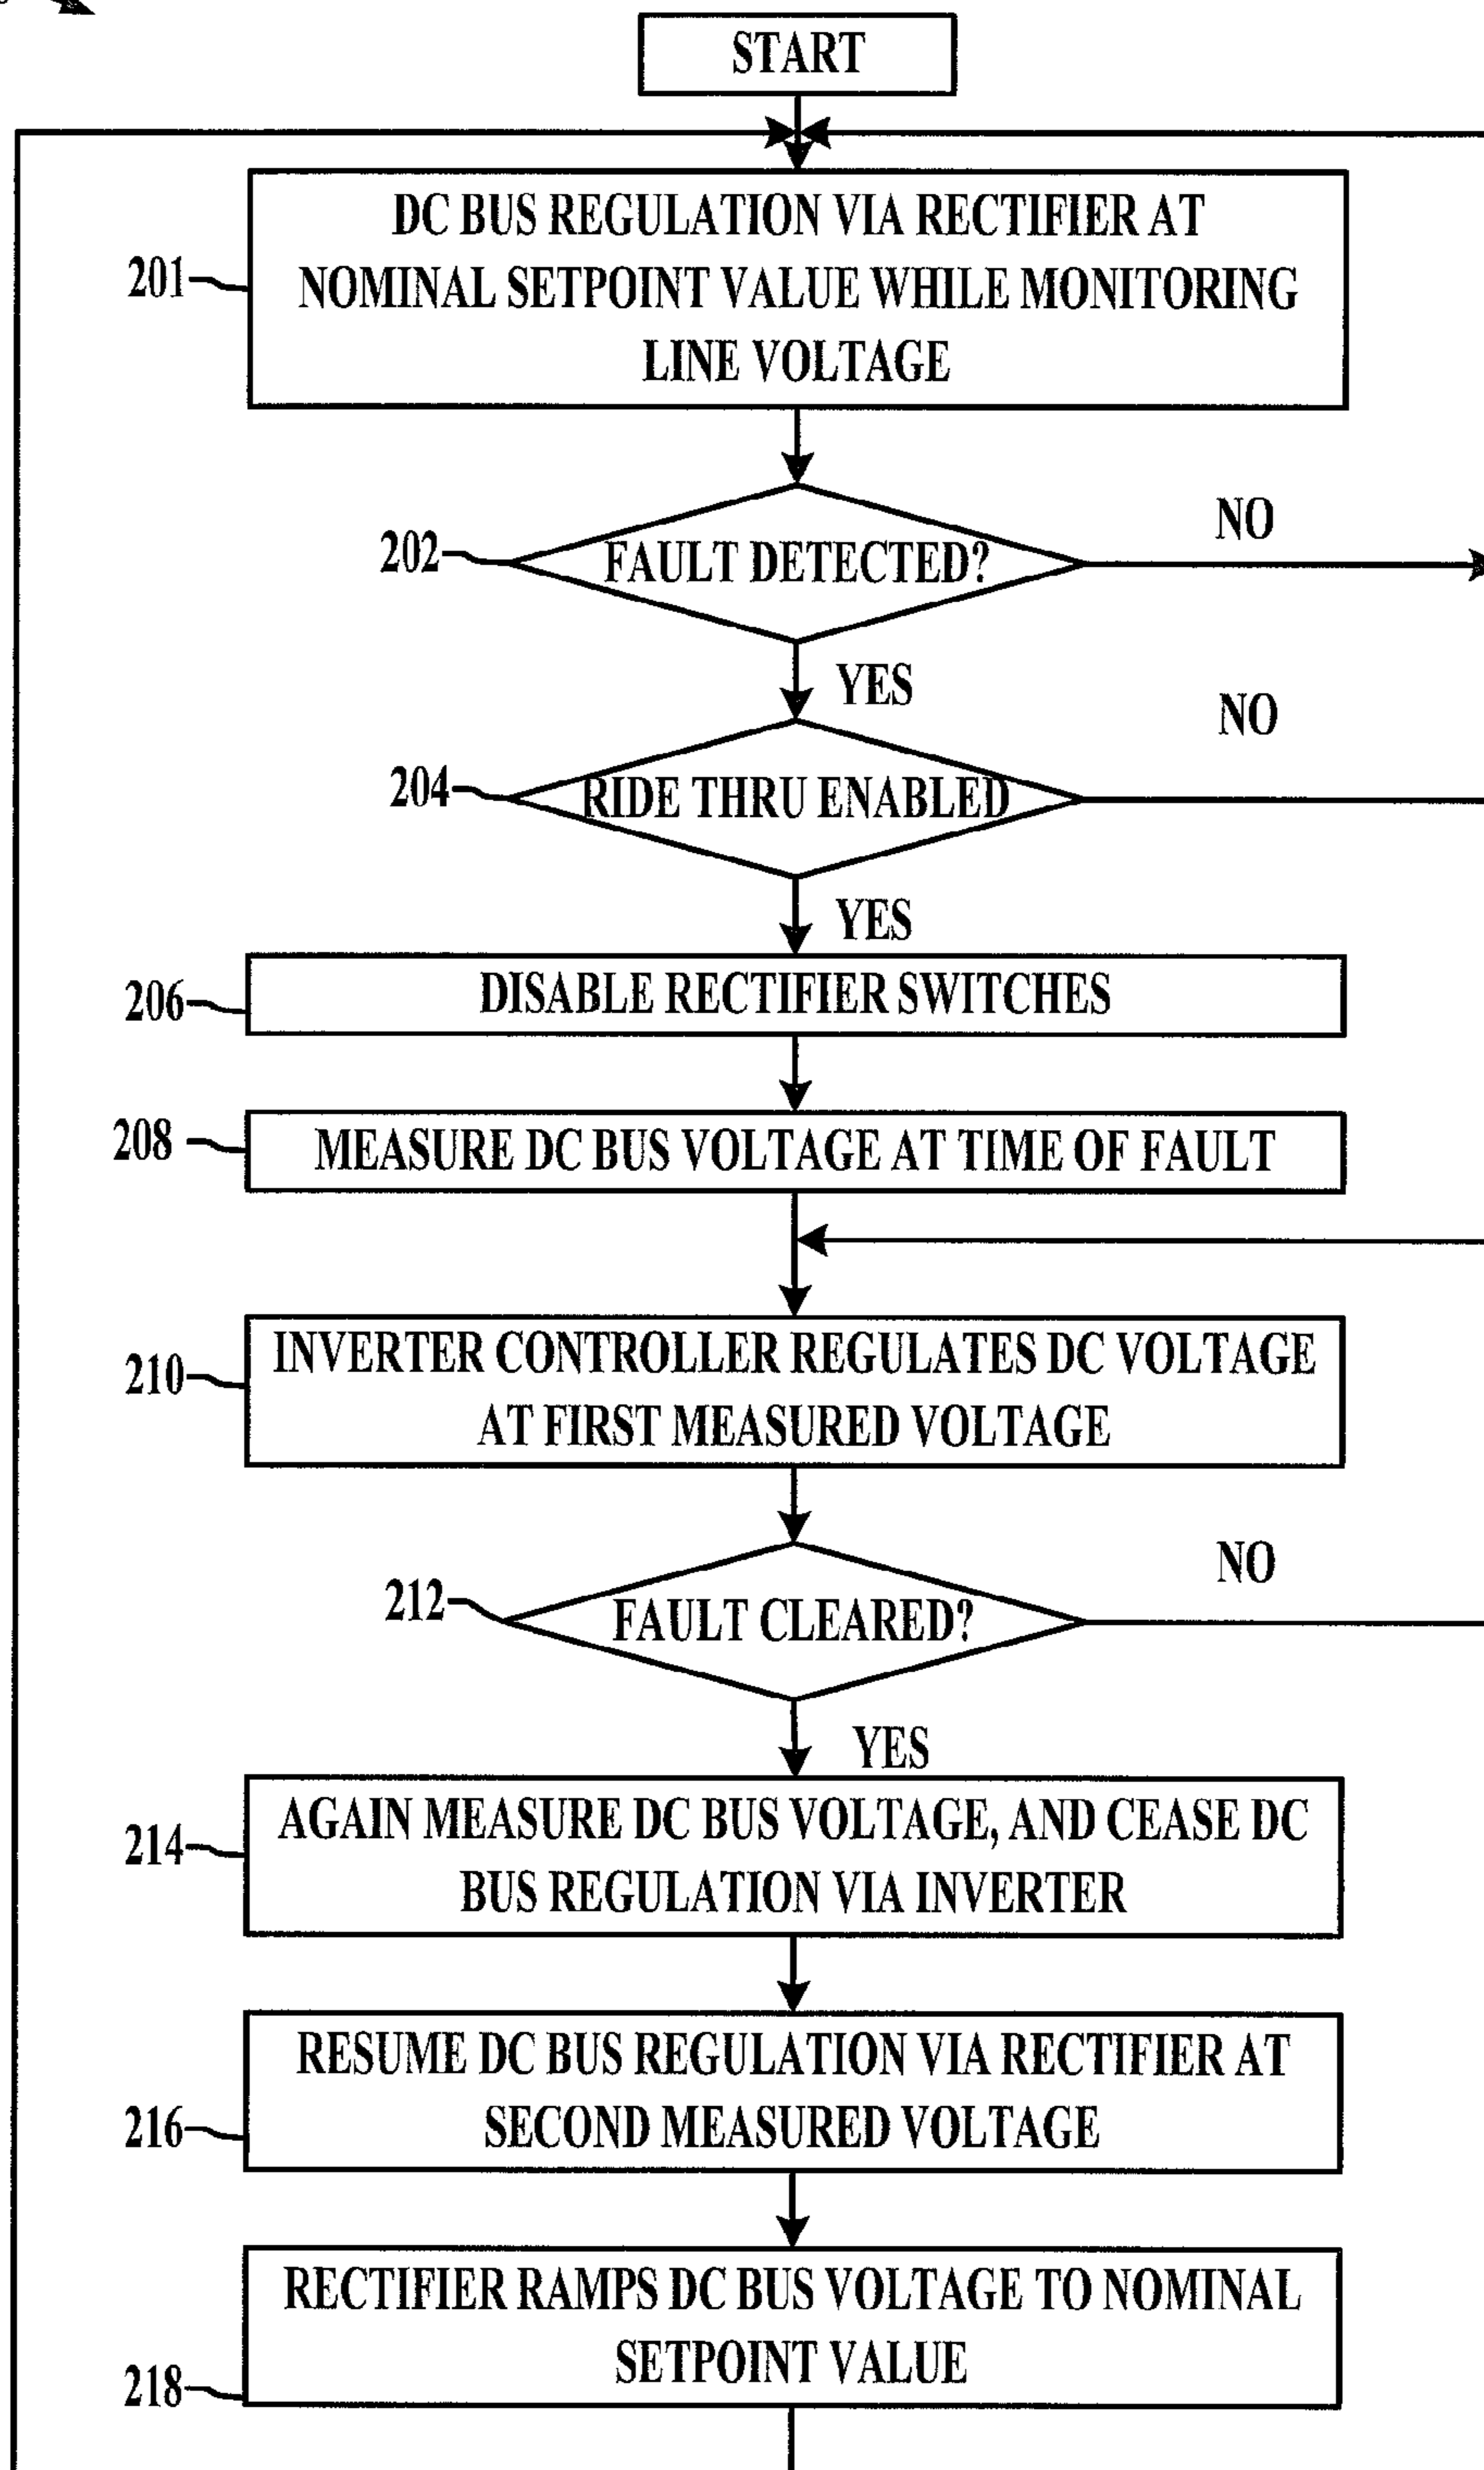 START
DC BUS REGULATION VIA RECTIFIER AT
NOMINAL SETPOINT VALUE WHILE MONITORING
LINE VOLTAGE
201
202
FAULT DETECTED?
NO
YES
204
RIDE THRU ENABLED
NO
YES
206
DISABLE RECTIFIER SWITCHES
208
MEASURE DC BUS VOLTAGE AT TIME OF FAULT
210
INVERTER CONTROLLER REGULATES DC VOLTAGE
AT FIRST MEASURED VOLTAGE
212
FAULT CLEARED?
NO
YES
214
AGAIN MEASURE DC BUS VOLTAGE, AND CEASE DC
BUS REGULATION VIA INVERTER
216
RESUME DC BUS REGULATION VIA RECTIFIER AT
SECOND MEASURED VOLTAGE
218
RECTIFIER RAMPS DC BUS VOLTAGE TO NOMINAL
SETPOINT VALUE